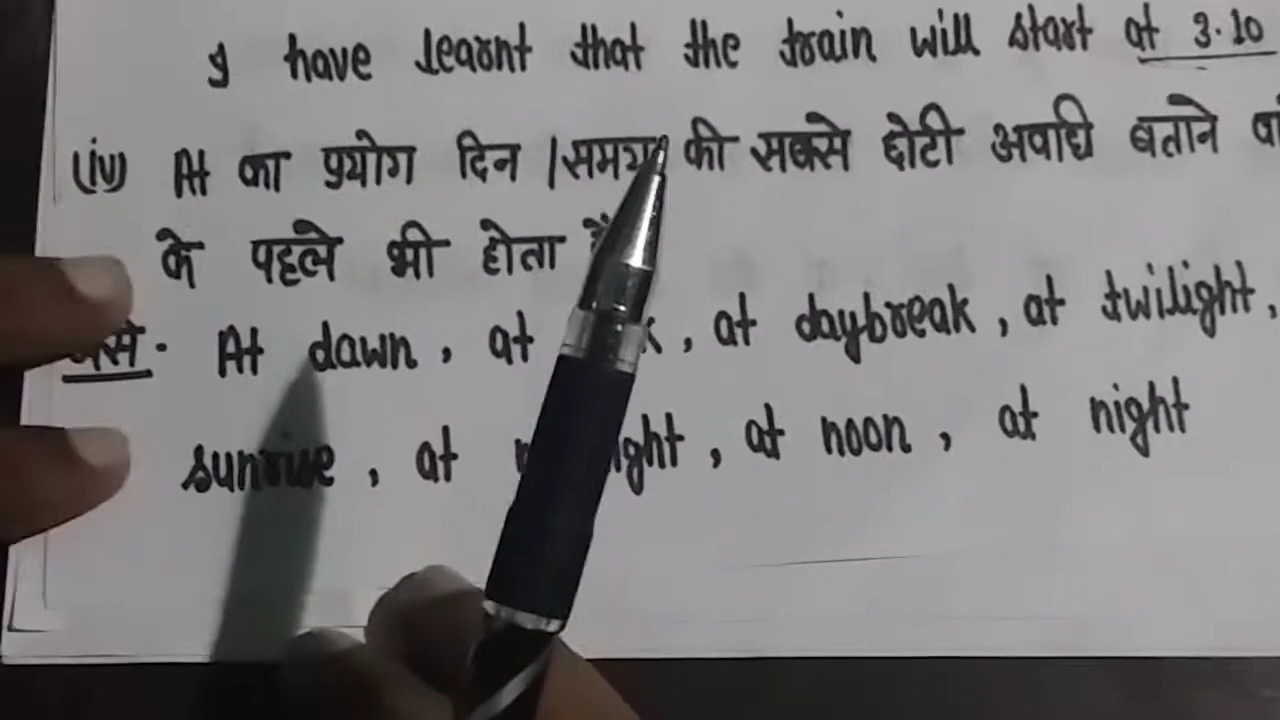 I have learnt that the train will start at 3.10
(iv) At का प्रयोग दिन / समय की सबसे छोटी अवधि बताने
के पहले भी होता है
At dawn, at , at daybreak, at twilight,
sunrise, at , at noon, at night